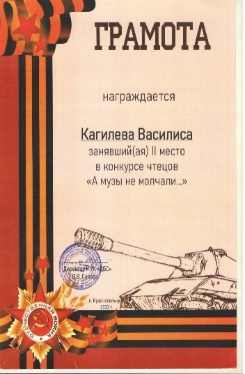 ГРАМОТА
награждается
Кагилева Василиса
занявший(ая) II место
в конкурсе чтецов
«А музы не молчали...»